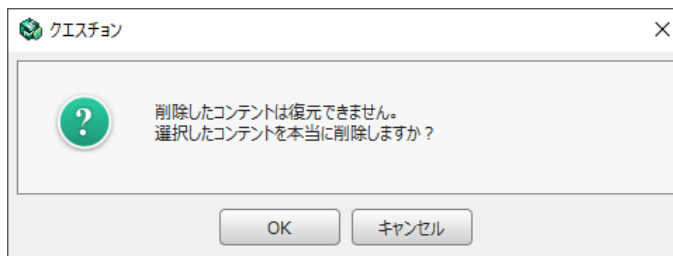 クエスチョン
削除したコンテントは復元できません。
選択したコンテントを本当に削除しますか？
OK
キャンセル